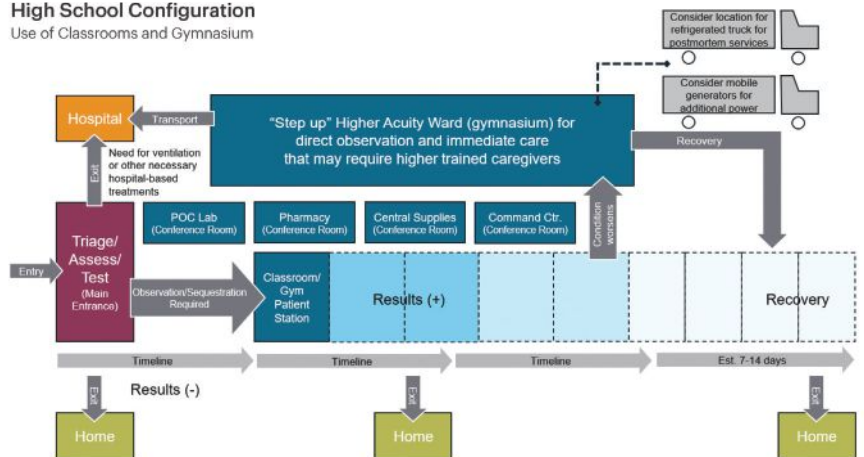 High School Configuration
Use of Classrooms and Gymnasium
Consider location for
refrigerated truck for
postmortem services
Consider mobile
generators for
additional power
Hospital
Transport
"Step up" Higher Acuity Ward (gymnasium) for
direct observation and immediate care
that may require higher trained caregivers
Recovery
Exit
Need for ventilation
or other necessary
hospital-based
treatments
POC Lab
(Conference Room)
Pharmacy
(Conference Room)
Central Supplies
(Conference Room)
Command Ctr.
(Conference Room)
Condition
worsens
Entry
Triage/
Assess/
Test
(Main
Entrance)
Observation/Sequestration
Required
Classroom/
Gym
Patient
Station
Results (+)
Recovery
Timeline
Timeline
Timeline
Est. 7-14 days
Exit
Results (-)
Exit
Exit
Home
Home
Home